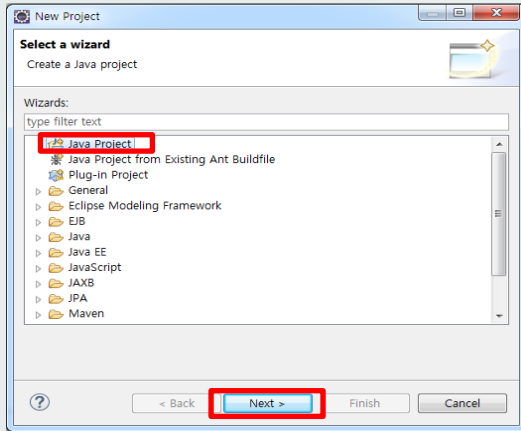 New Project
Select a wizard
Create a Java project
Wizards:
type filter text
Java Project
Java Project from Existing Ant Buildfile
Plug-in Project
General
Eclipse Modeling Framework
EJB
Java
Java EE
JavaScript
JAXB
JPA
Maven
< Back Next > Finish Cancel